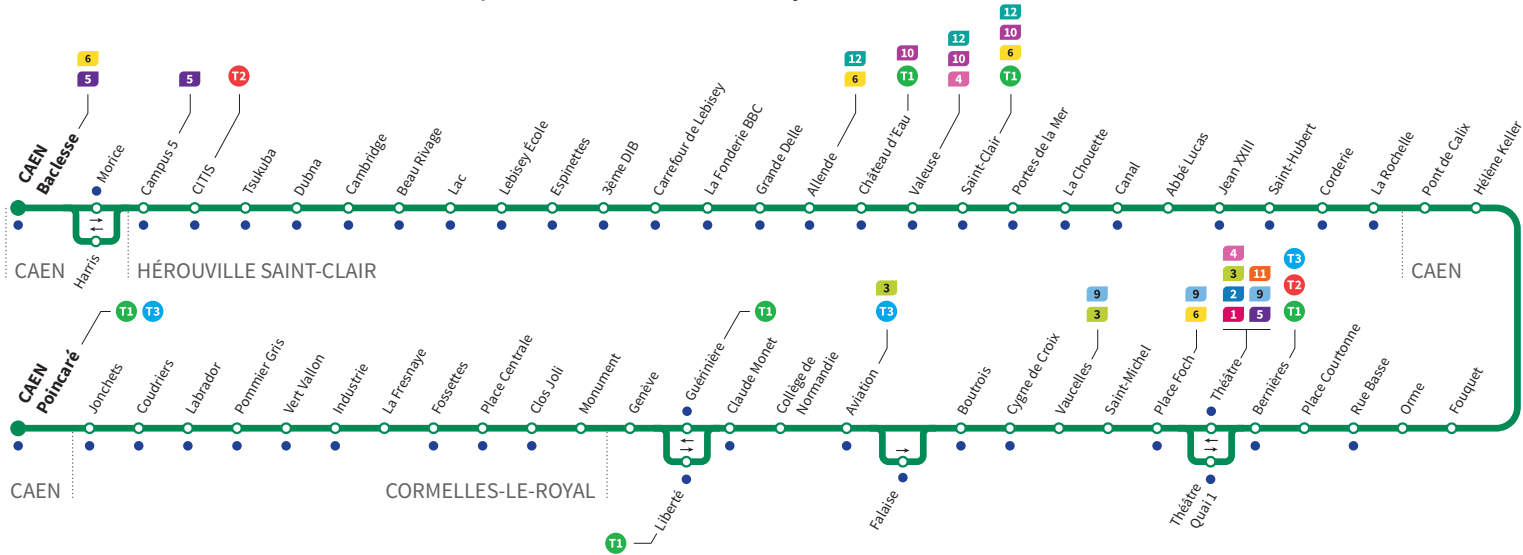 12
10
6
T1
12
10
4
10
T1
12
6
T2
5
6
5
CAEN
Baclesse
Morice
Campus 5
CITIS
Tsukuba
Dubna
Cambridge
Beau Rivage
Lac
Lebisey École
Espinettes
3ème DIB
Carrefour de Lebisey
La Fonderie BBC
Grande Delle
Allende
Château d'Eau
Valeuse
Saint-Clair
Portes de la Mer
La Chouette
Canal
Abbé Lucas
Jean XXIII
Saint-Hubert
Corderie
La Rochelle
Pont de Calix
Hélène Keller
Harris
CAEN
HÉROUVILLE SAINT-CLAIR
CAEN
T1 T3
T1
3
T3
9
3
9
6
4
3 11
2 9
1 5
T3
T2
T1
CAEN
Poincaré
Jonchets
Coudriers
Labrador
Pommier Gris
Vert Vallon
Industrie
La Fresnaye
Fossettes
Place Centrale
Clos Joli
Monument
Genève
Guérinière
Claude Monet
Collège de
Normandie
Aviation
Boutrois
Cygne de Croix
Vaucelles
Saint-Michel
Place Foch
Théâtre
Bernières
Place Courtonne
Rue Basse
Orme
Fouquet
CAEN
CORMELLES-LE-ROYAL
Liberté
T1
Falaise
Théâtre
Quai 1